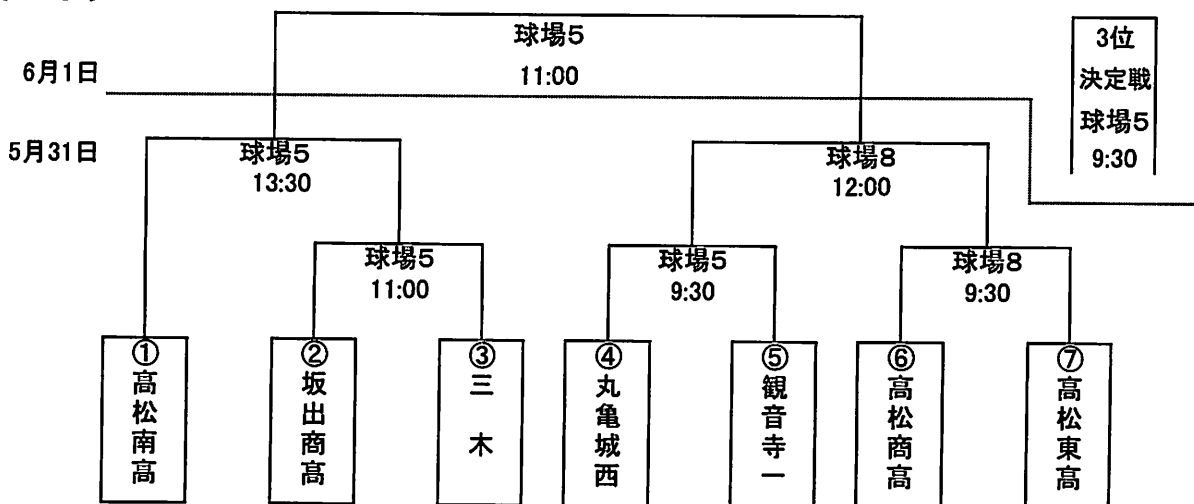 球場5
11:00
3位
決定戦
球場5
9:30
6月1日
5月31日
球場5
13:30
球場8
12:00
球場5
11:00
球場5
9:30
球場8
9:30
①高松南高
②坂出商高
③三木
④丸亀城西
⑤観音寺一
⑥高松商高
⑦高松東高